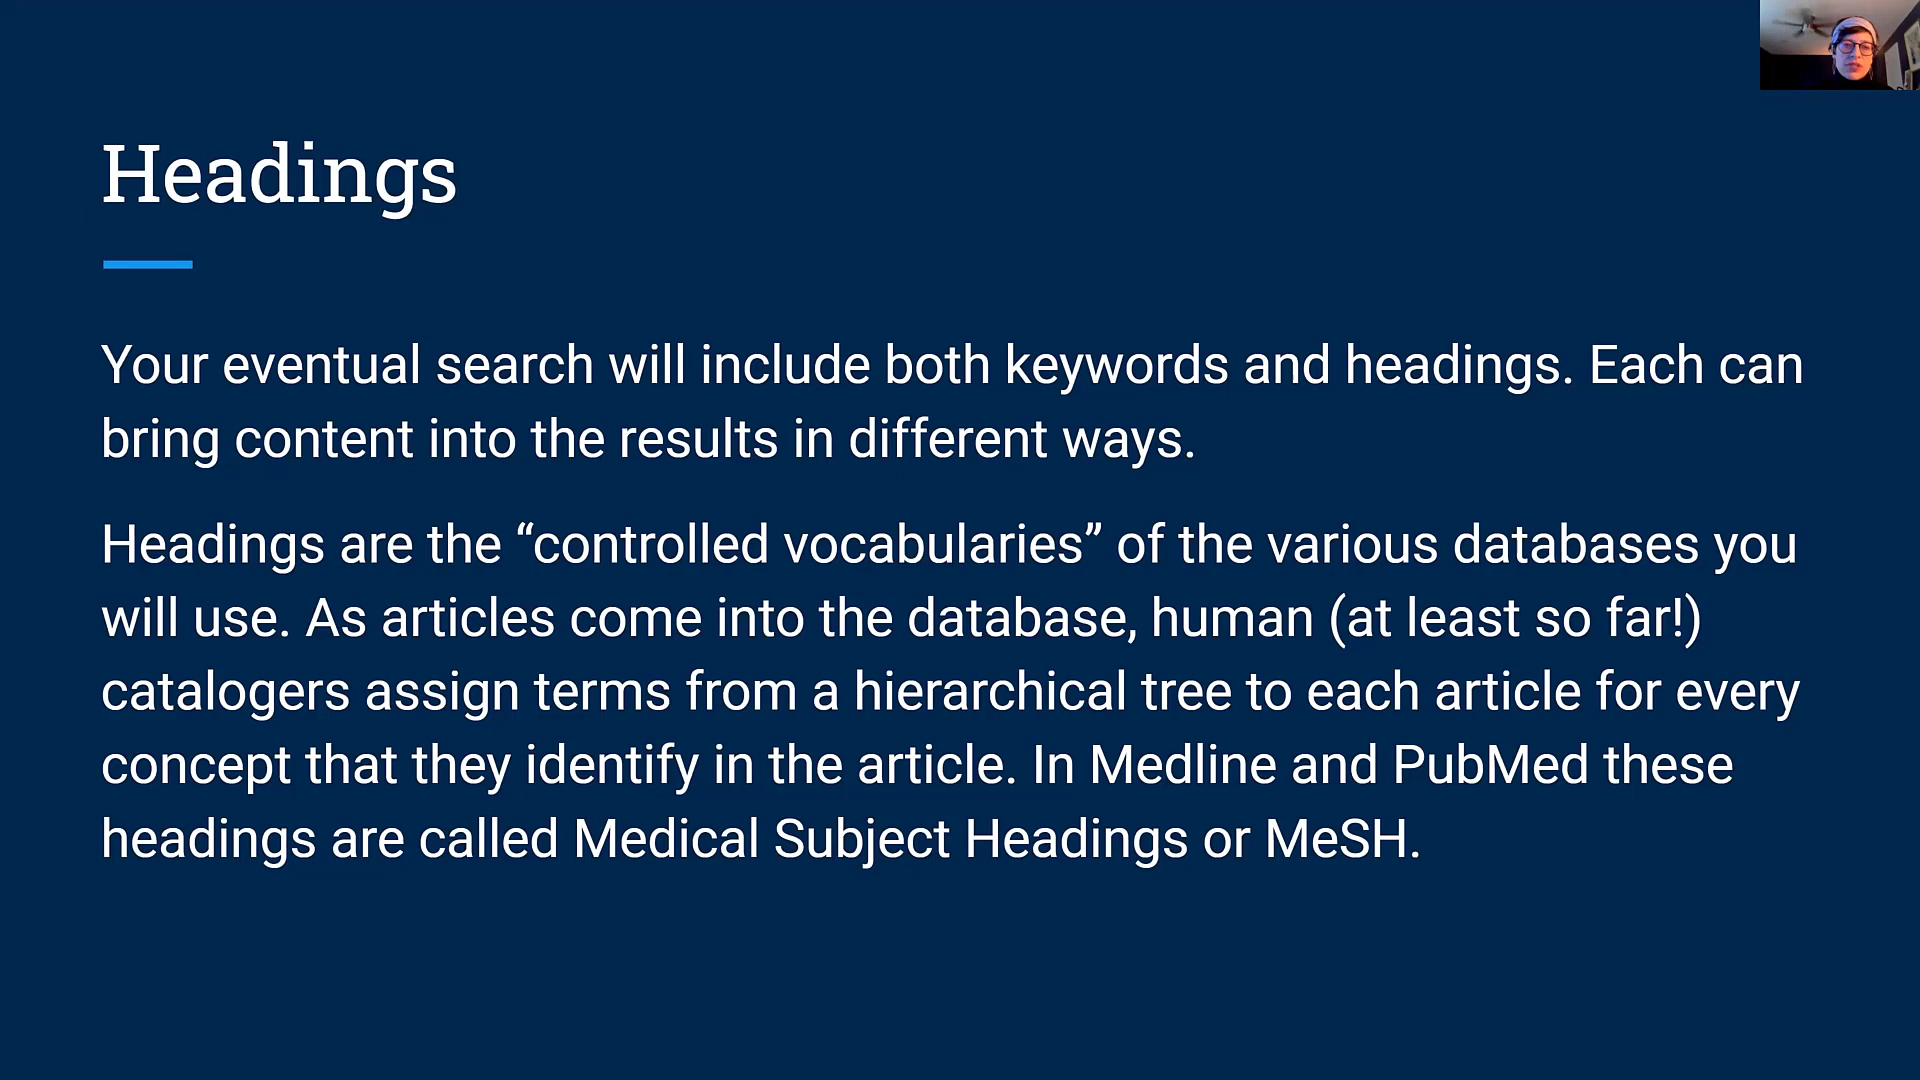 Headings
Your eventual search will include both keywords and headings. Each can
bring content into the results in different ways.
Headings are the “controlled vocabularies” of the various databases you
will use. As articles come into the database, human (at least so far!)
catalogers assign terms from a hierarchical tree to each article for every
concept that they identify in the article. In Medline and PubMed these
headings are called Medical Subject Headings or MeSH.